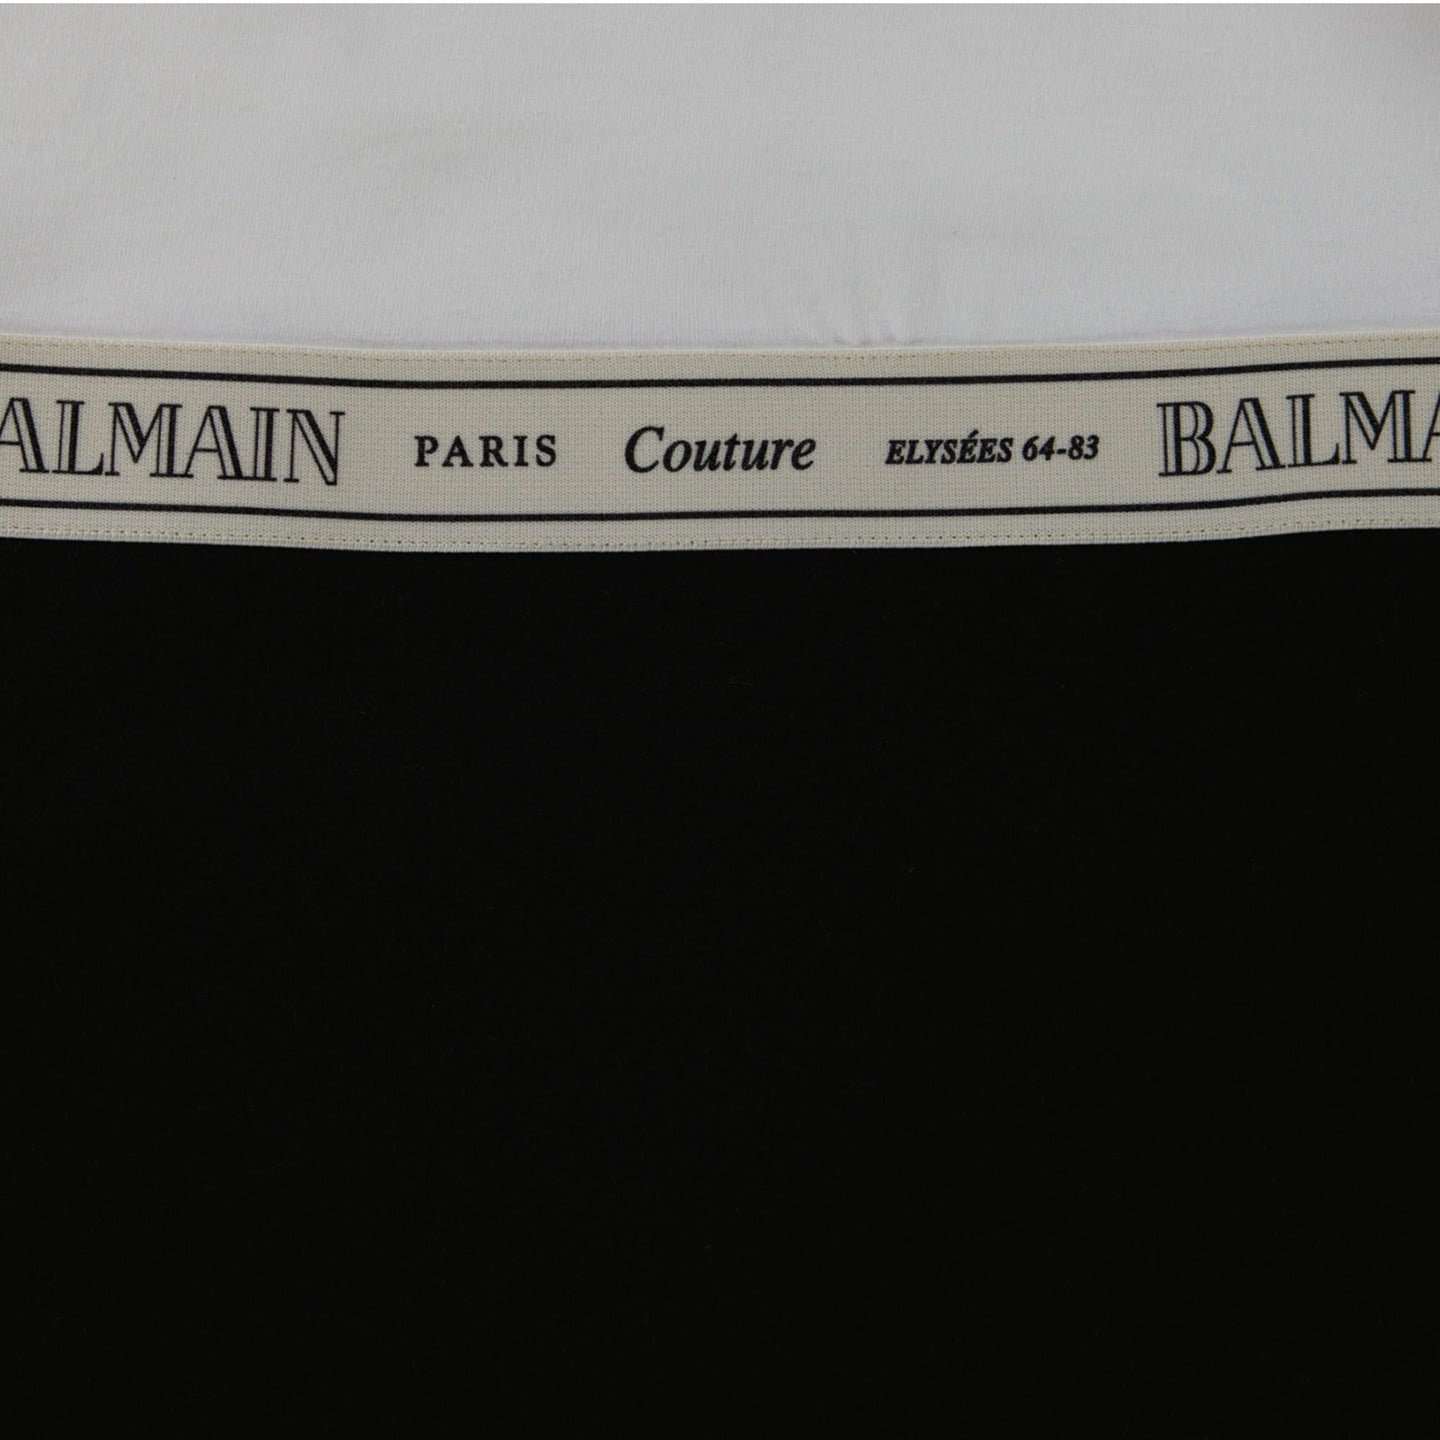 ALMAIN PARIS Couture ELYSÉES 64-83 BALMA